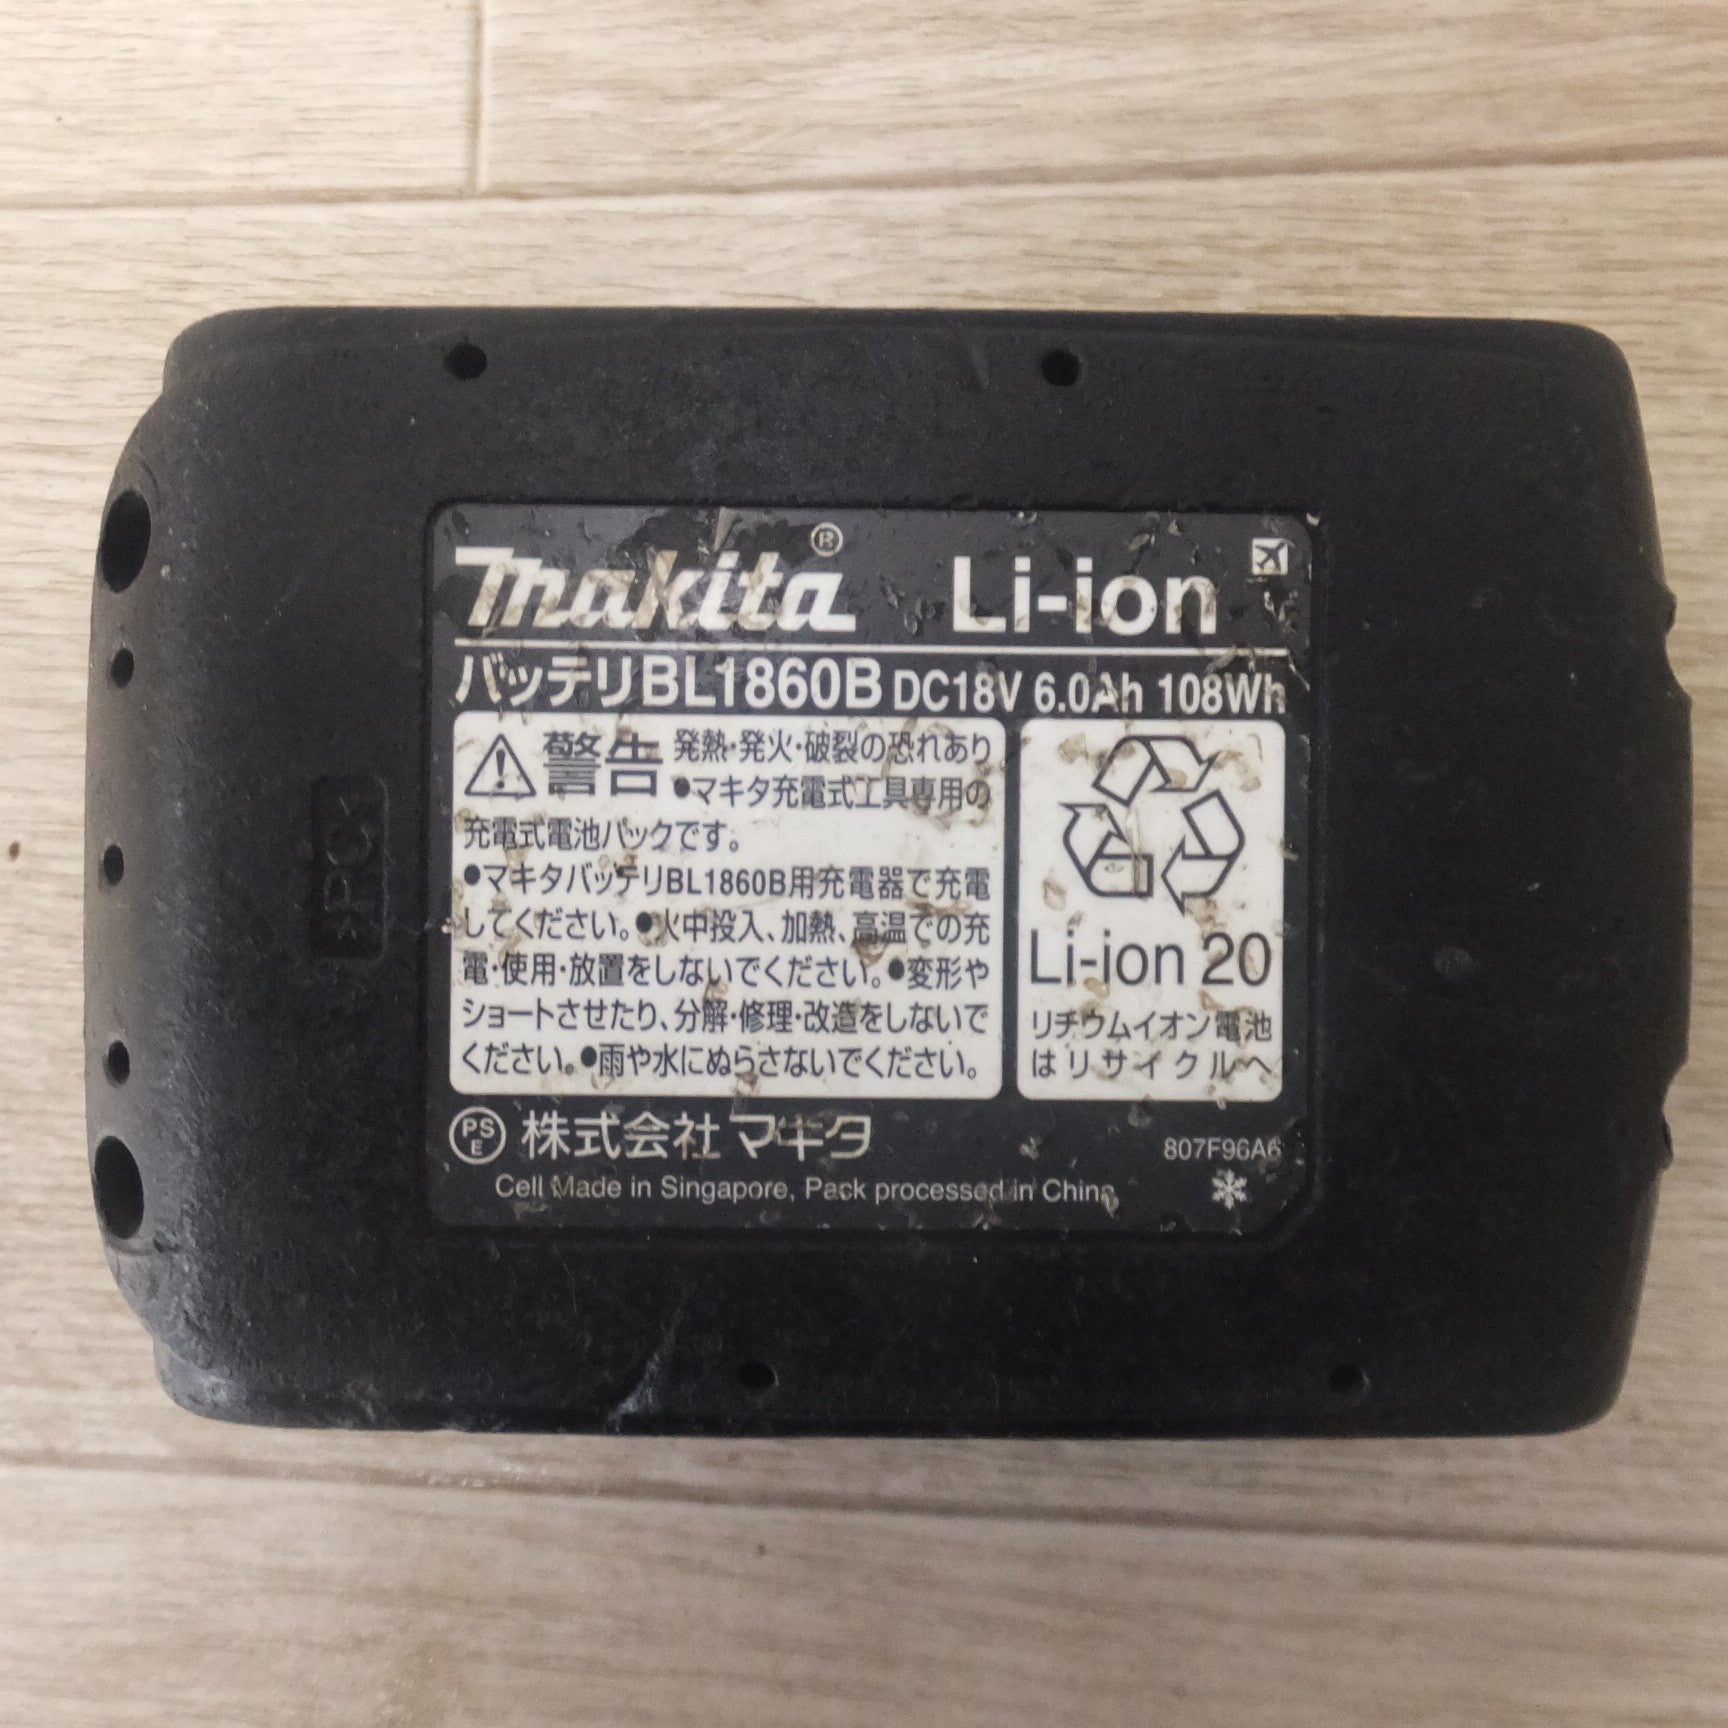 makita® Li-ion
バッテリBL1860B DC18V 6.0Ah 108Wh
警告 発熱・発火・破裂の恐れあり
●マキタ充電式工具専用の
充電式電池パックです。
●マキタバッテリBL1860B用充電器で充電
してください。●火中投入、加熱、高温での充
電・使用・放置をしないでください。●変形や
ショートさせたり、分解・修理・改造をしないで
ください。●雨や水にぬらさないでください。
Li-ion 20
リチウムイオン電池
はリサイクルへ
PSE 株式会社マキタ
807F96A6
Cell Made in Singapore, Pack processed in China
>PC<